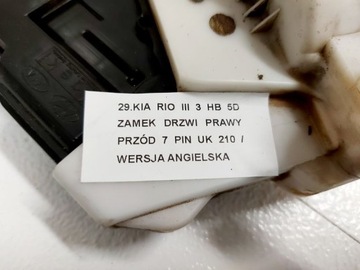 29.KIA RIO III 3 HB 5D
ZAMEK DRZWI PRAWY
PRZÓD 7 PIN UK 210 /
WERSJA ANGIELSKA